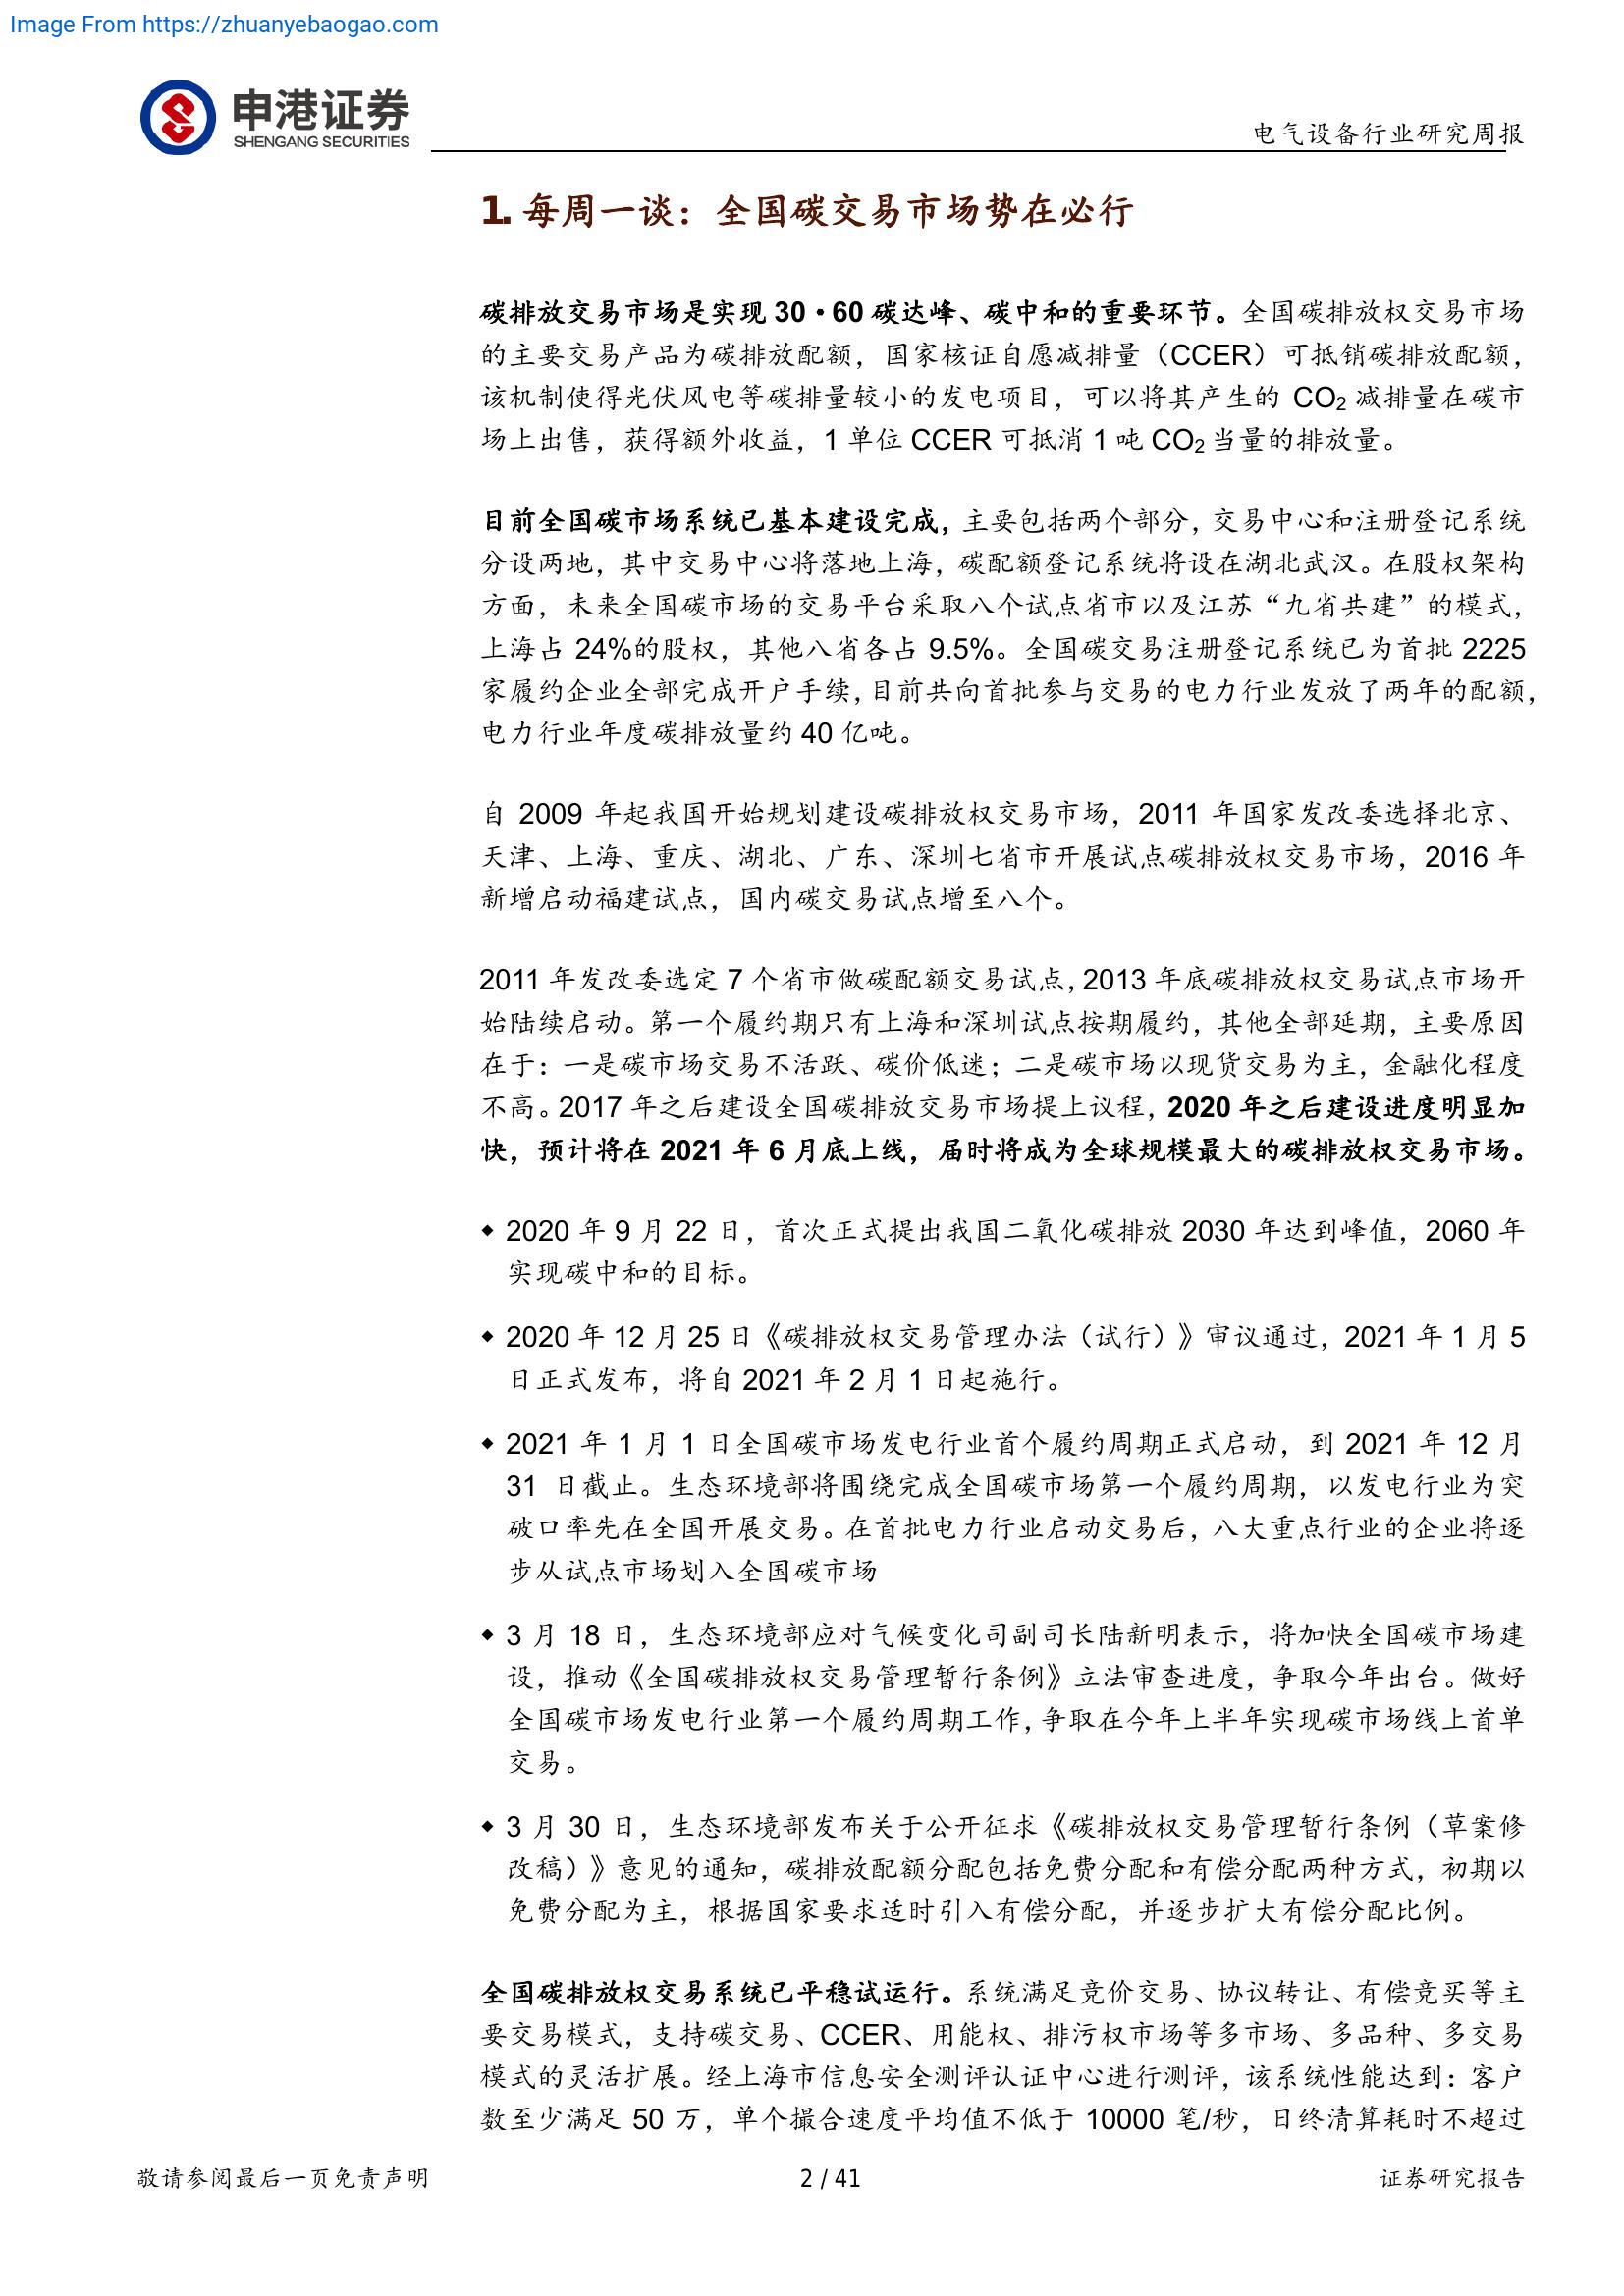 Image From https://zhuanyebaogao.com
申港证券
SHENGANG SECURITIES
电气设备行业研究周报
1. 每周一谈：全国碳交易市场势在必行
碳排放交易市场是实现 30·60 碳达峰、碳中和的重要环节。全国碳排放权交易市场
的主要交易产品为碳排放配额，国家核证自愿减排量（CCER）可抵销碳排放配额，
该机制使得光伏风电等碳排量较小的发电项目，可以将其产生的 CO₂ 减排量在碳市
场上出售，获得额外收益，1 单位 CCER 可抵消 1 吨 CO₂ 当量的排放量。
目前全国碳市场系统已基本建设完成，主要包括两个部分，交易中心和注册登记系统
分设两地，其中交易中心将落地上海，碳配额登记系统将设在湖北武汉。在股权架构
方面，未来全国碳市场的交易平台采取八个试点省市以及江苏“九省共建”的模式，
上海占 24%的股权，其他八省各占 9.5%。全国碳交易注册登记系统已为首批 2225
家履约企业全部完成开户手续，目前共向首批参与交易的电力行业发放了两年的配额，
电力行业年度碳排放量约 40 亿吨。
自 2009 年起我国开始规划建设碳排放权交易市场，2011 年国家发改委选择北京、
天津、上海、重庆、湖北、广东、深圳七省市开展试点碳排放权交易市场，2016 年
新增启动福建试点，国内碳交易试点增至八个。
2011 年发改委选定 7 个省市做碳配额交易试点，2013 年底碳排放权交易试点市场开
始陆续启动。第一个履约期只有上海和深圳试点按期履约，其他全部延期，主要原因
在于：一是碳市场交易不活跃、碳价低迷；二是碳市场以现货交易为主，金融化程度
不高。2017 年之后建设全国碳排放交易市场提上议程，2020 年之后建设进度明显加
快，预计将在 2021 年 6 月底上线，届时将成为全球规模最大的碳排放权交易市场。
◆ 2020 年 9 月 22 日，首次正式提出我国二氧化碳排放 2030 年达到峰值，2060 年
实现碳中和的目标。
◆ 2020 年 12 月 25 日《碳排放权交易管理办法（试行）》审议通过，2021 年 1 月 5
日正式发布，将自 2021 年 2 月 1 日起施行。
◆ 2021 年 1 月 1 日全国碳市场发电行业首个履约周期正式启动，到 2021 年 12 月
31 日截止。生态环境部将围绕完成全国碳市场第一个履约周期，以发电行业为突
破口率先在全国开展交易。在首批电力行业启动交易后，八大重点行业的企业将逐
步从试点市场划入全国碳市场
◆ 3 月 18 日，生态环境部应对气候变化司副司长陆新明表示，将加快全国碳市场建
设，推动《全国碳排放权交易管理暂行条例》立法审查进度，争取今年出台。做好
全国碳市场发电行业第一个履约周期工作，争取在今年上半年实现碳市场线上首单
交易。
◆ 3 月 30 日，生态环境部发布关于公开征求《碳排放权交易管理暂行条例（草案修
改稿）》意见的通知，碳排放配额分配包括免费分配和有偿分配两种方式，初期以
免费分配为主，根据国家要求适时引入有偿分配，并逐步扩大有偿分配比例。
全国碳排放权交易系统已平稳试运行。系统满足竞价交易、协议转让、有偿竞买等主
要交易模式，支持碳交易、CCER、用能权、排污权市场等多市场、多品种、多交易
模式的灵活扩展。经上海市信息安全测评认证中心进行测评，该系统性能达到：客户
数至少满足 50 万，单个撮合速度平均值不低于 10000 笔/秒，日终清算耗时不超过
敬请参阅最后一页免责声明
2 / 41
证券研究报告